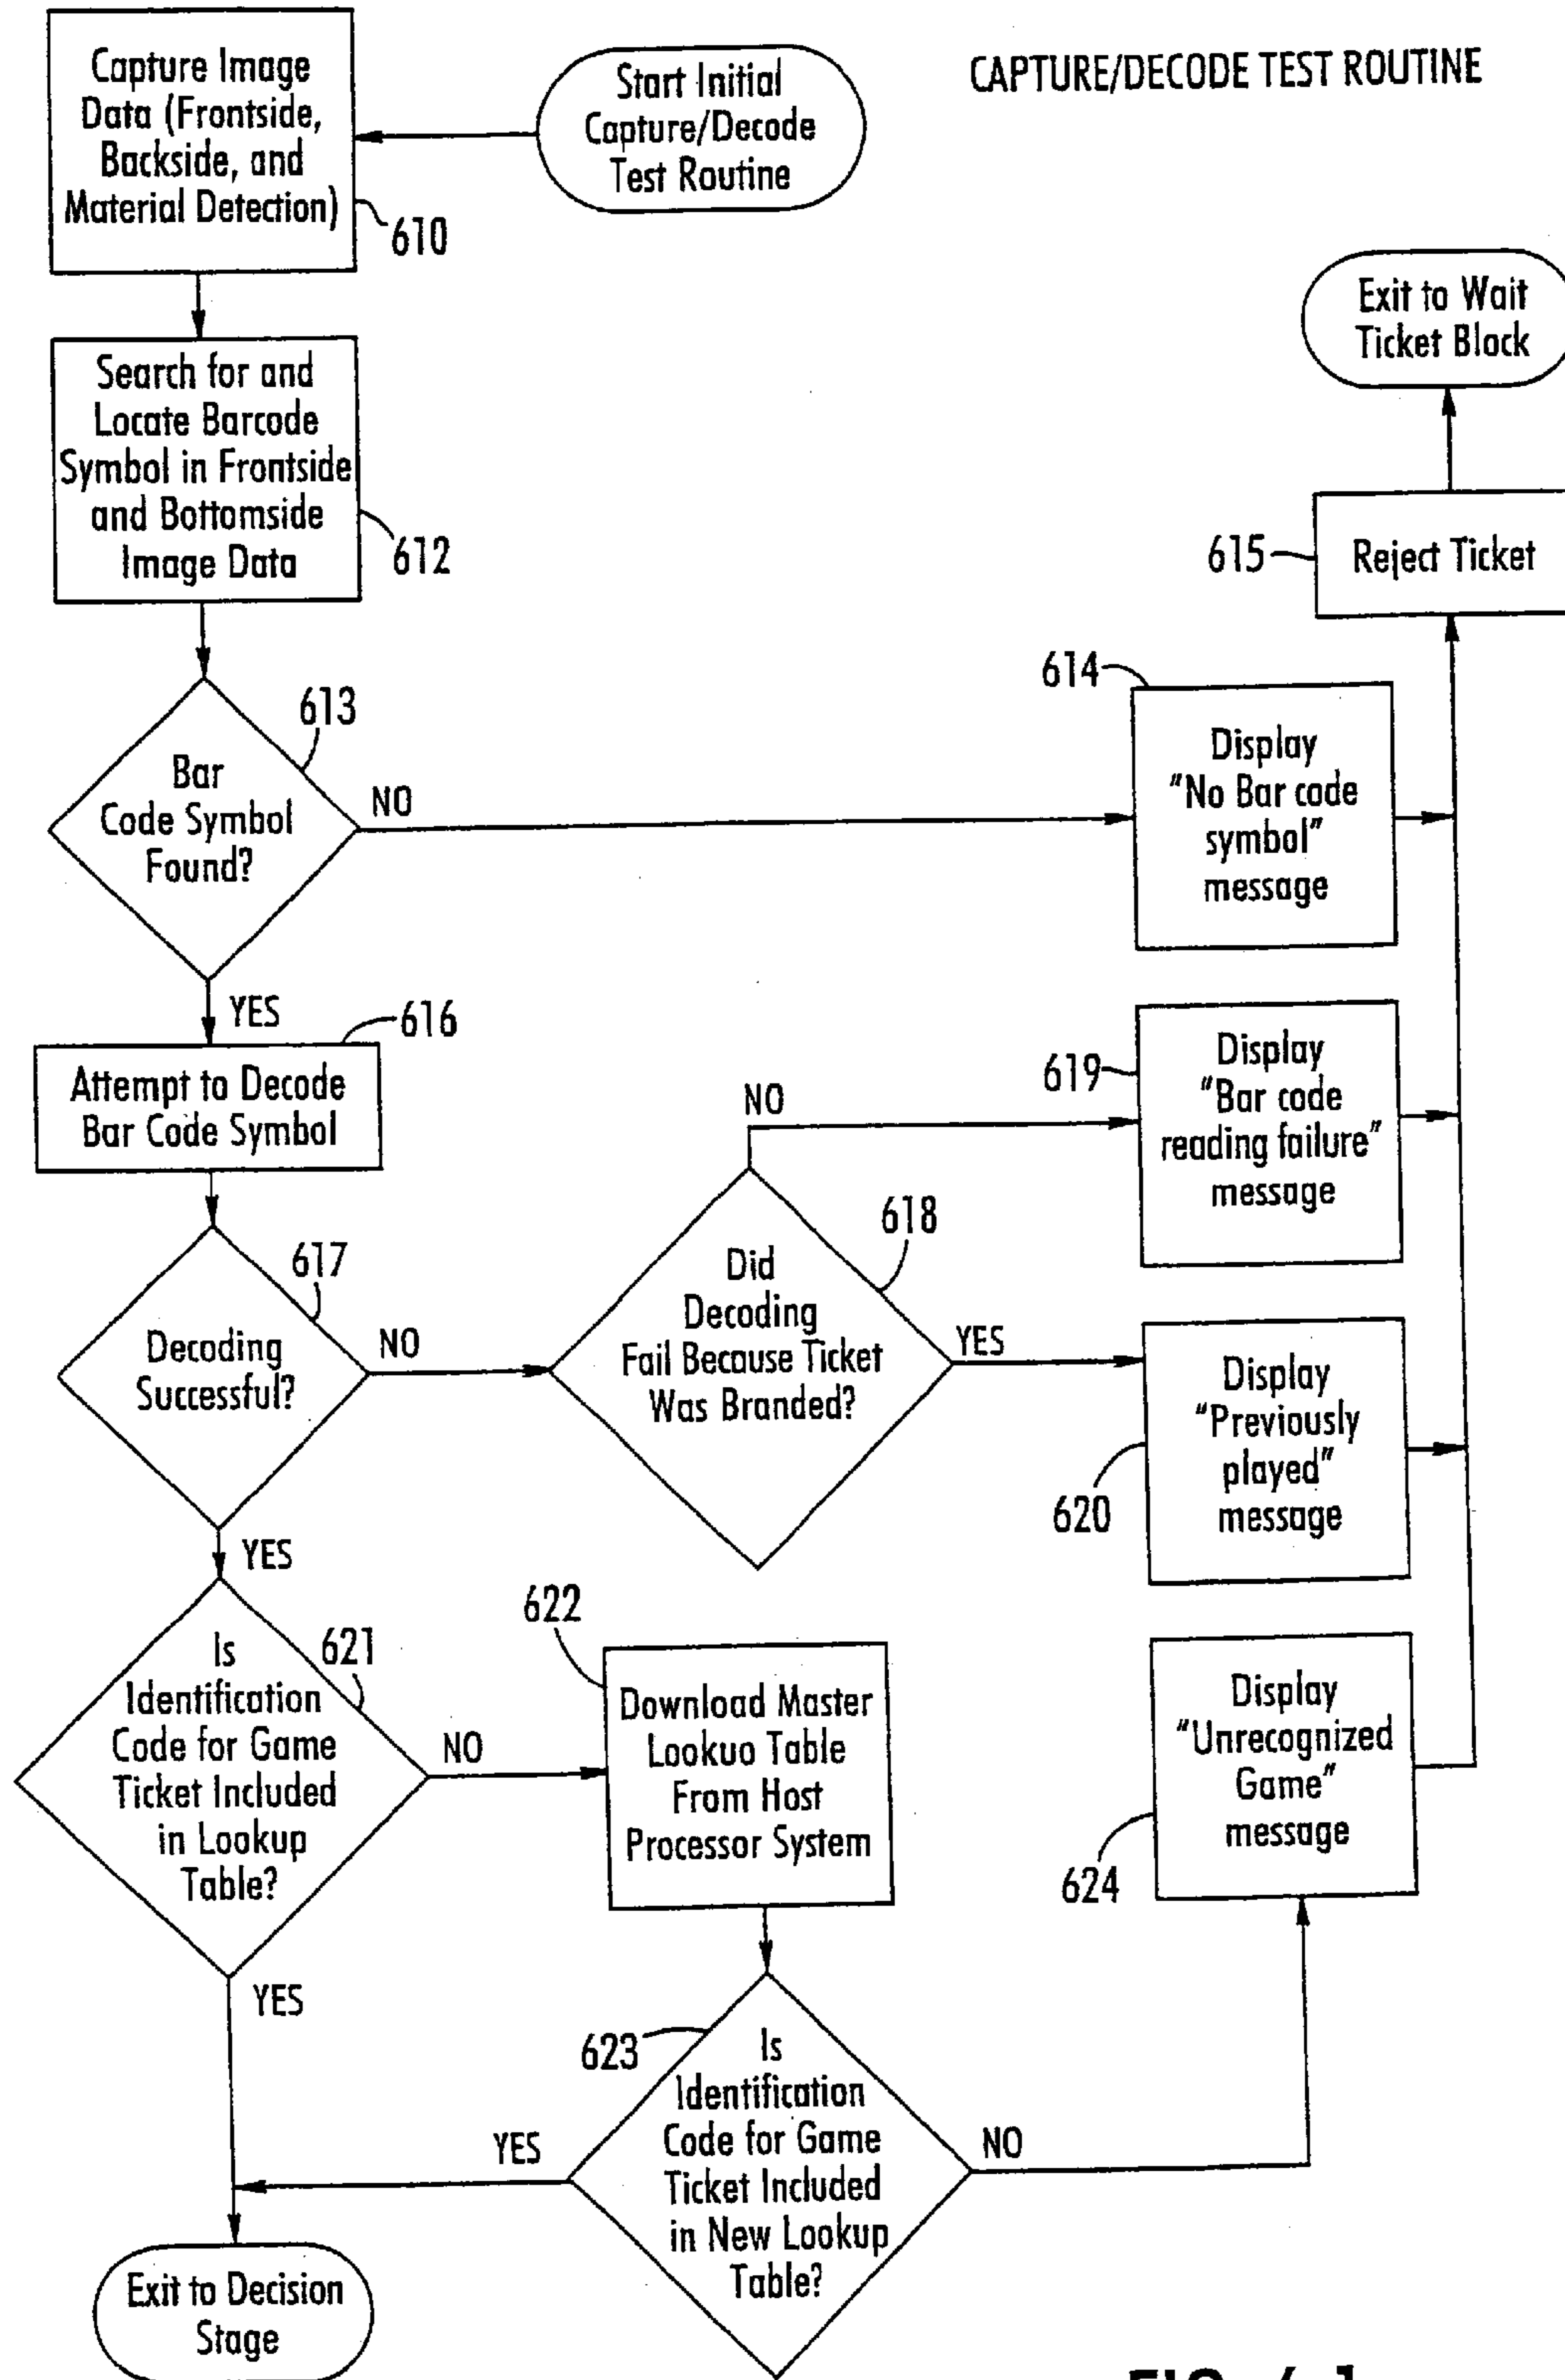 CAPTURE/DECODE TEST ROUTINE
Start Initial
Capture/Decode
Test Routine
Capture Image
Data (Frontside,
Backside, and
Material Detection)
610
Search for and
Locate Barcode
Symbol in Frontside
and Bottomside
Image Data
612
Exit to Wait
Ticket Block
615
Reject Ticket
613
Bar
Code Symbol
Found?
NO
614
Display
"No Bar code
symbol"
message
YES
616
Attempt to Decode
Bar Code Symbol
617
Decoding
Successful?
NO
618
Did
Decoding
Fail Because Ticket
Was Branded?
NO
619
Display
"Bar code
reading failure"
message
YES
620
Display
"Previously
played"
message
YES
621
Is
Identification
Code for Game
Ticket Included
in Lookup
Table?
NO
622
Download Master
Lookuo Table
From Host
Processor System
623
Is
Identification
Code for Game
Ticket Included
in New Lookup
Table?
NO
624
Display
"Unrecognized
Game"
message
YES
YES
Exit to Decision
Stage